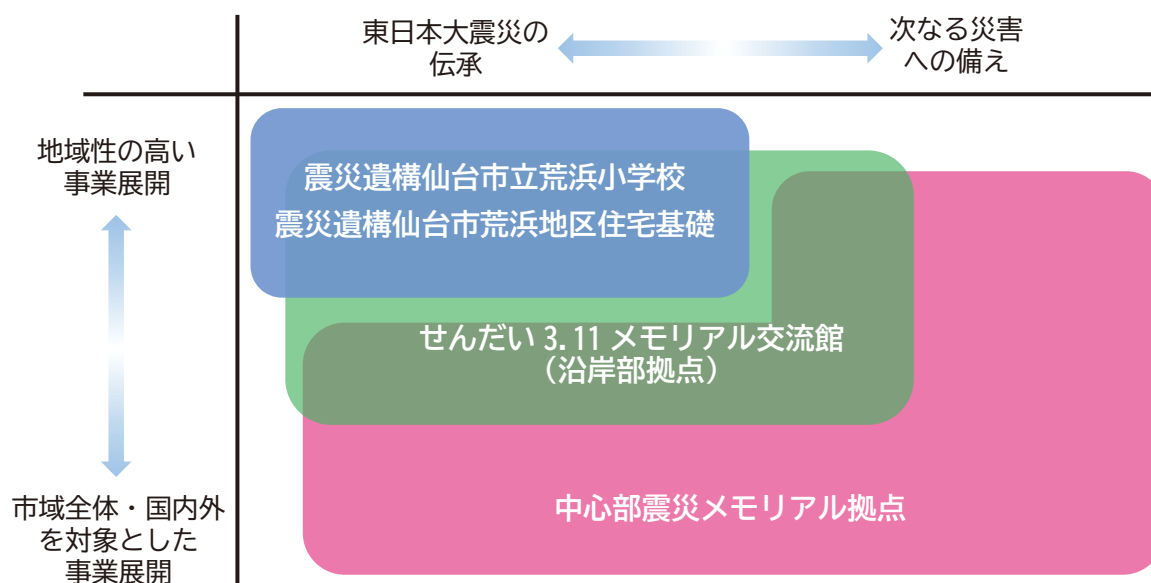 東日本大震災の
伝承
次なる災害
への備え
地域性の高い
事業展開
震災遺構仙台市立荒浜小学校
震災遺構仙台市荒浜地区住宅基礎
せんだい 3.11 メモリアル交流館
（沿岸部拠点）
中心部震災メモリアル拠点
市域全体・国内外
を対象とした
事業展開